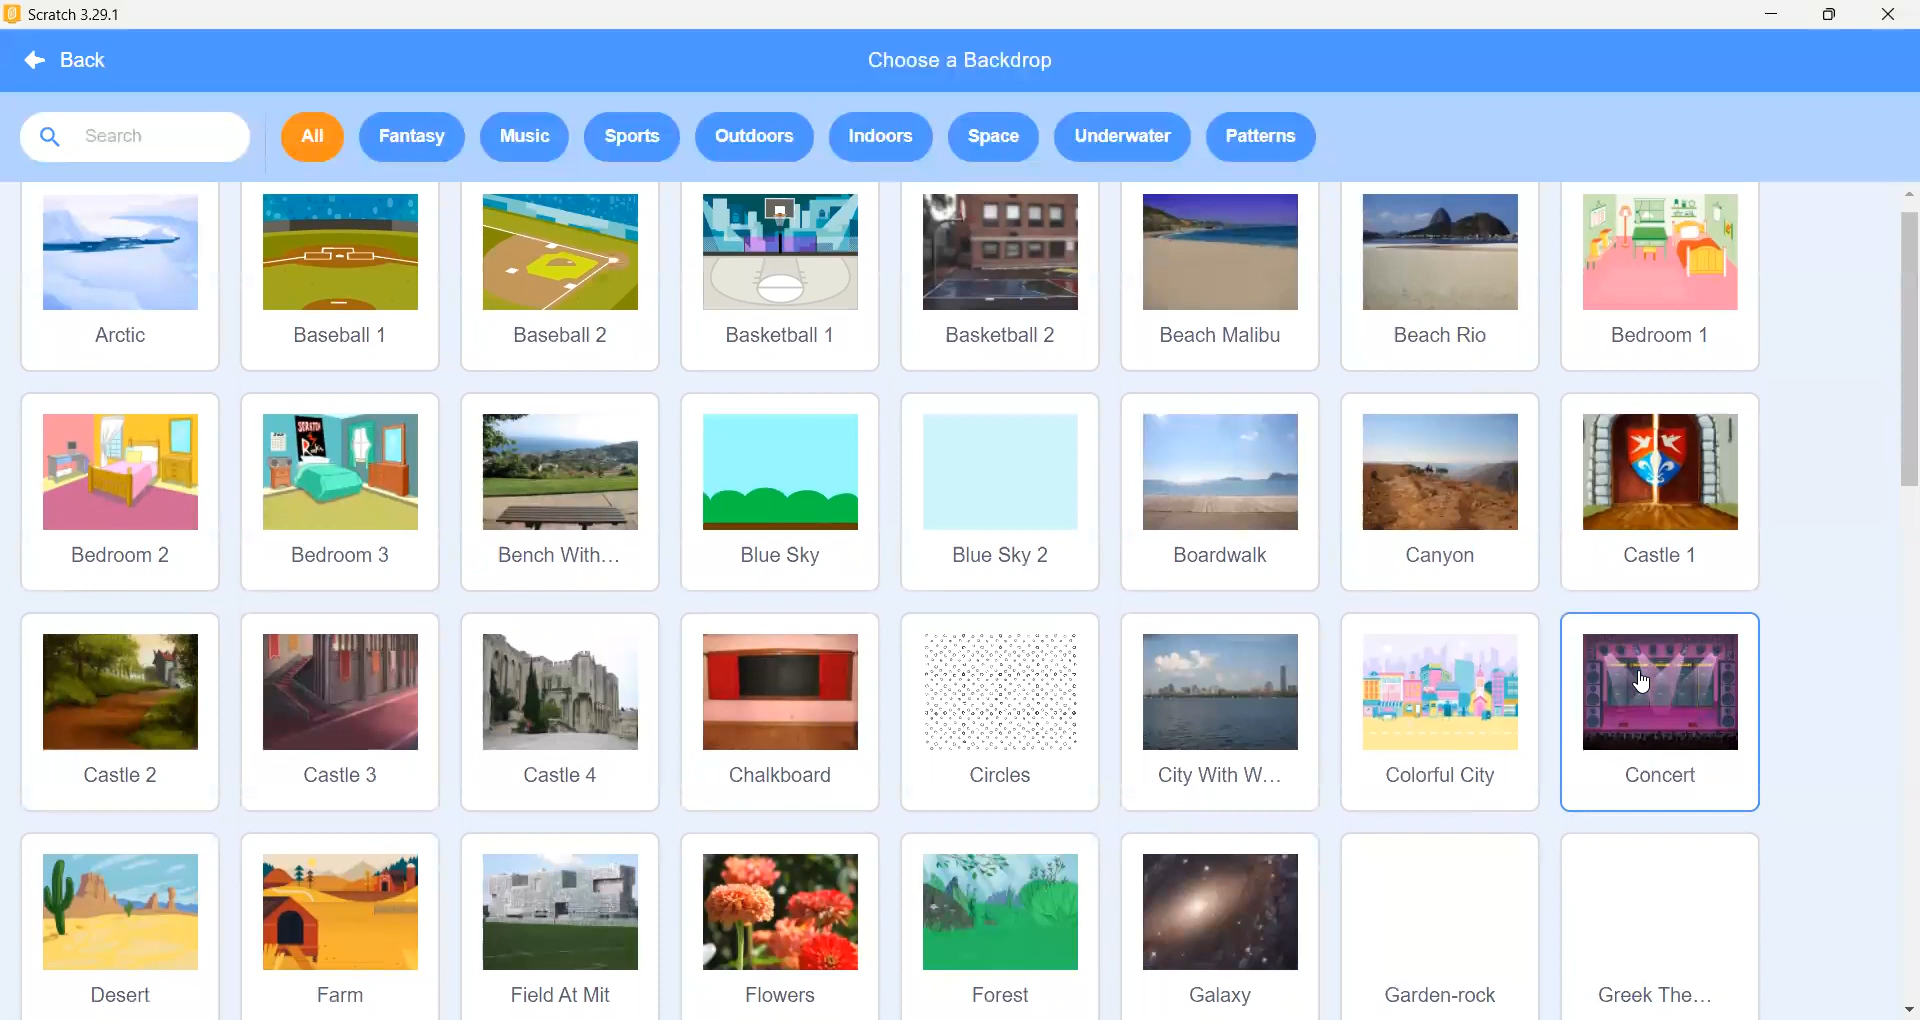 Scratch 3.29.1
Back
Choose a Backdrop
Search
All
Fantasy
Music
Sports
Outdoors
Indoors
Space
Underwater
Patterns
Arctic
Baseball 1
Baseball 2
Basketball 1
Basketball 2
Beach Malibu
Beach Rio
Bedroom 1
SCRATCH
Bedroom 2
Bedroom 3
Bench With...
Blue Sky
Blue Sky 2
Boardwalk
Canyon
Castle 1
Castle 2
Castle 3
Castle 4
Chalkboard
Circles
City With W...
Colorful City
Concert
Desert
Farm
Field At Mit
Flowers
Forest
Galaxy
Garden-rock
Greek The...